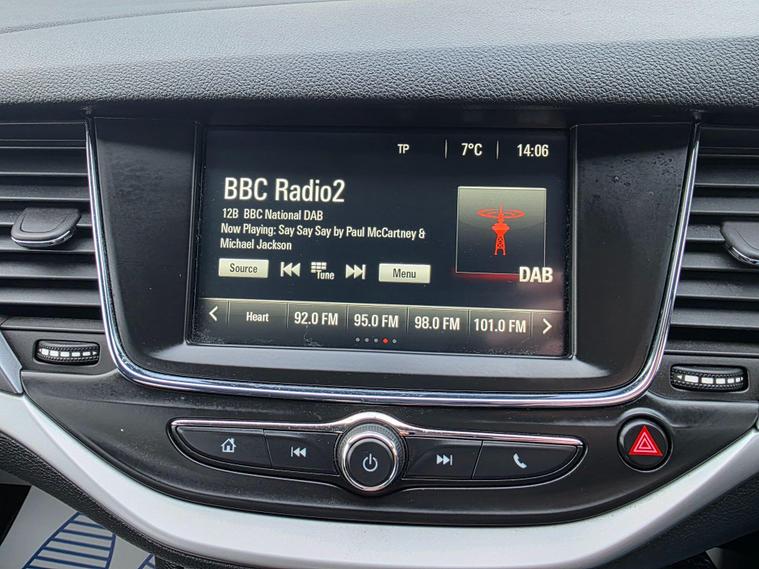 TP 7°C 14:06
BBC Radio2
12B BBC National DAB
Now Playing: Say Say Say by Paul McCartney &
Michael Jackson
Source Tune Menu
DAB
Heart 92.0 FM 95.0 FM 98.0 FM 101.0 FM